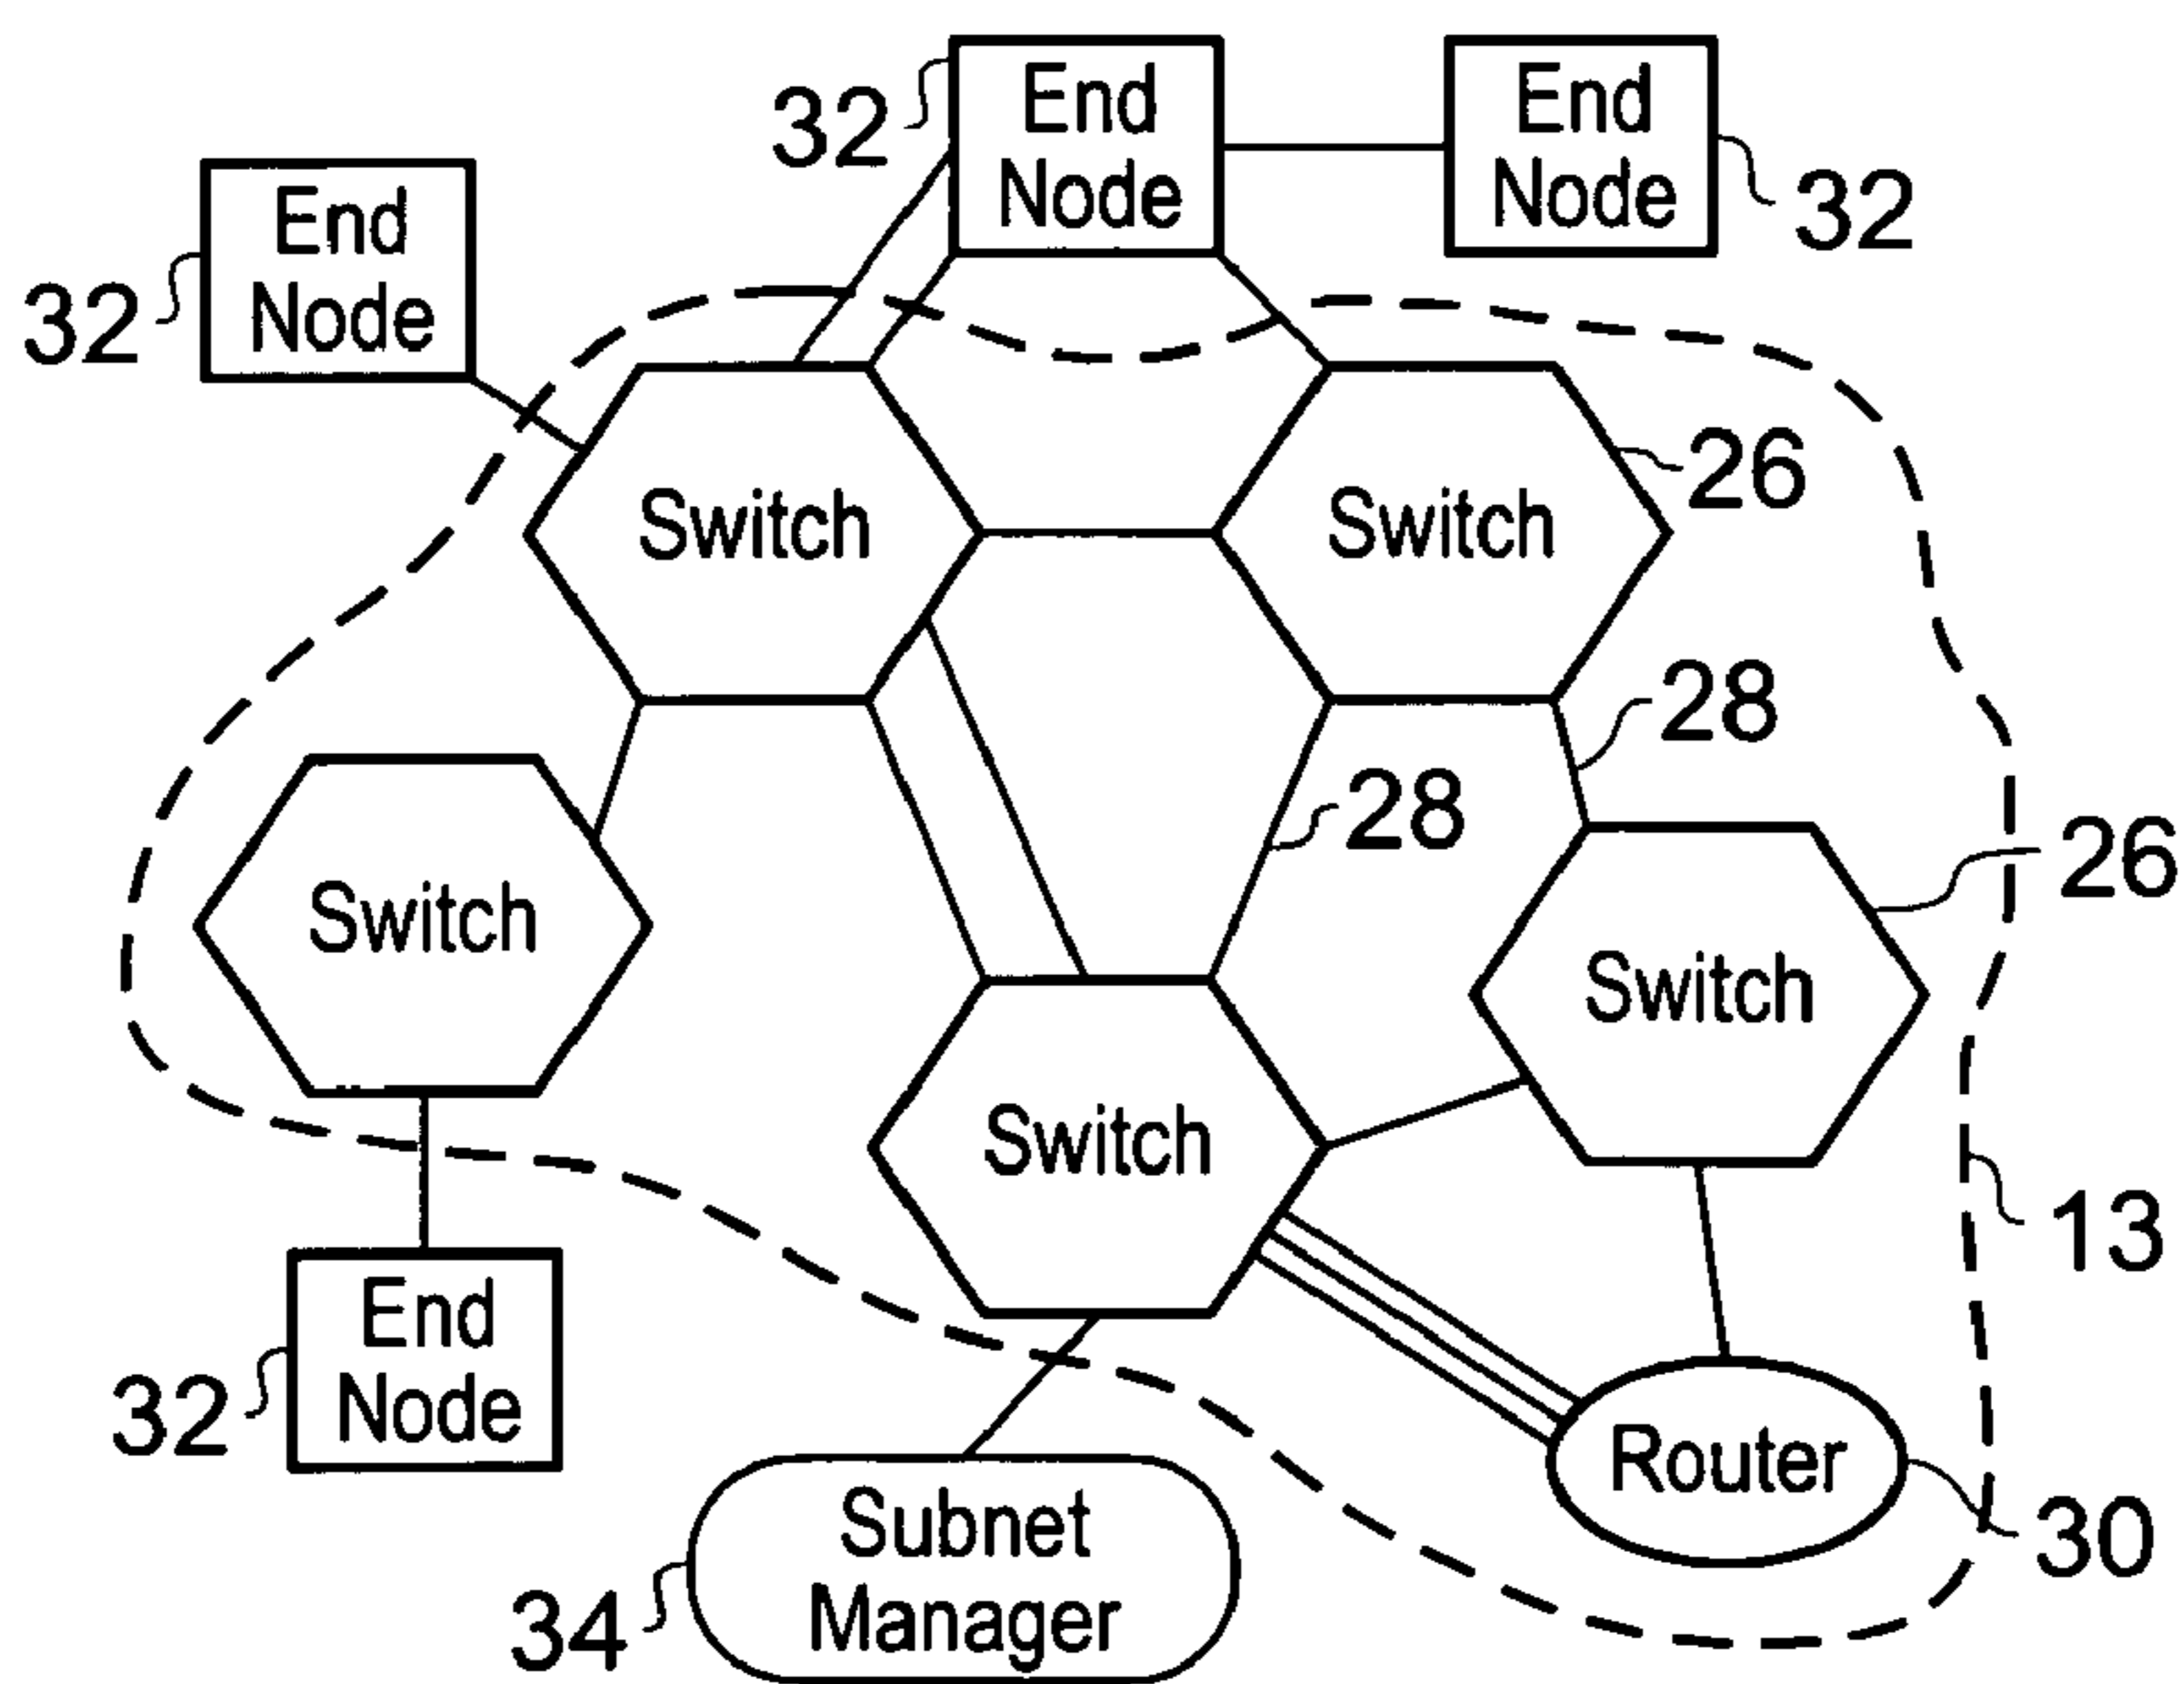 End
Node
32
End
Node
32
End
Node
32
Switch
Switch
26
28
28
Switch
26
Switch
Switch
13
End
Node
32
Router
30
Subnet
Manager
34